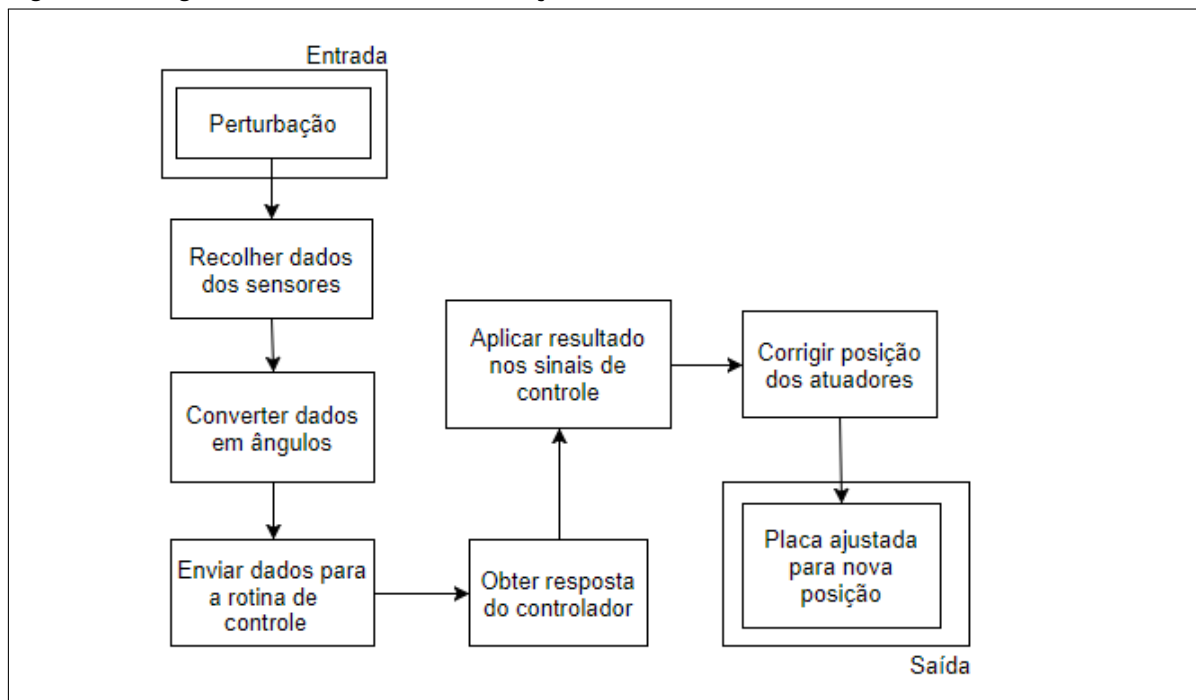 Entrada
Perturbação
Recolher dados
dos sensores
Converter dados
em ângulos
Enviar dados para
a rotina de
controle
Obter resposta
do controlador
Aplicar resultado
nos sinais de
controle
Corrigir posição
dos atuadores
Placa ajustada
para nova
posição
Saída